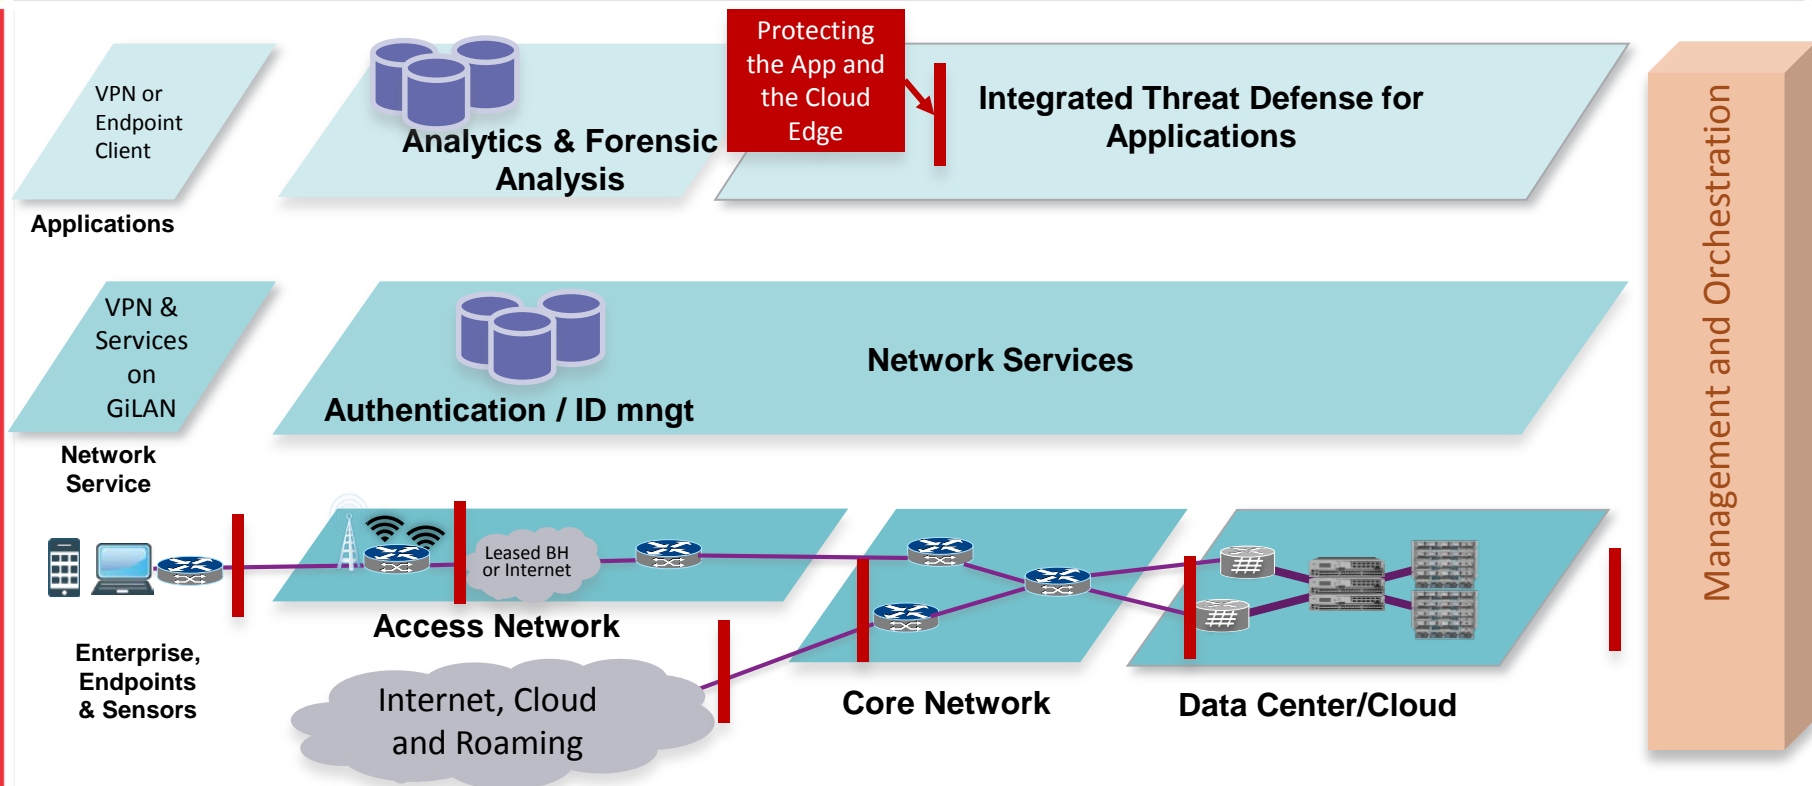 VPN or
Endpoint
Client
Applications
Analytics & Forensic
Analysis
Protecting
the App and
the Cloud
Edge
Integrated Threat Defense for
Applications
VPN &
Services
on
GiLAN
Network
Service
Authentication / ID mngt
Network Services
Enterprise,
Endpoints
& Sensors
Leased BH
or Internet
Access Network
Internet, Cloud
and Roaming
Core Network
Data Center/Cloud
Management and Orchestration